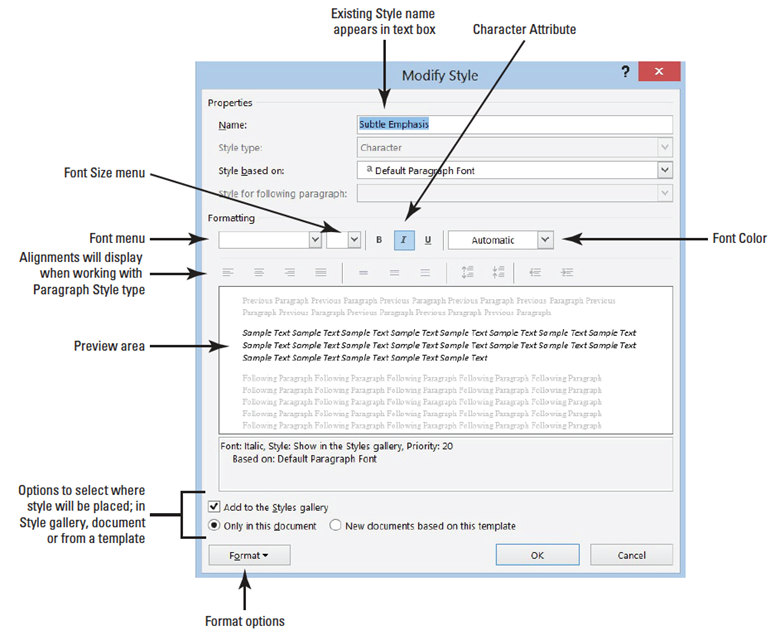 Existing Style name
appears in text box
Character Attribute
Modify Style
?
x
Properties
Name:
Subtle Emphasis
Style type:
Character
Font Size menu
Style based on:
a Default Paragraph Font
Style for following paragraph:
Formatting
Font menu
B I U
Automatic
Font Color
Alignments will display
when working with
Paragraph Style type
Previous Paragraph Previous Paragraph Previous Paragraph Previous Paragraph Previous Paragraph Previous
Paragraph Previous Paragraph Previous Paragraph Previous Paragraph Previous Paragraph
Sample Text Sample Text Sample Text Sample Text Sample Text Sample Text Sample Text Sample Text
Preview area
Sample Text Sample Text Sample Text Sample Text Sample Text Sample Text Sample Text Sample Text
Sample Text Sample Text Sample Text Sample Text Sample Text
Following Paragraph Following Paragraph Following Paragraph Following Paragraph Following Paragraph
Following Paragraph Following Paragraph Following Paragraph Following Paragraph Following Paragraph
Following Paragraph Following Paragraph Following Paragraph Following Paragraph Following Paragraph
Following Paragraph Following Paragraph Following Paragraph Following Paragraph Following Paragraph
Following Paragraph Following Paragraph Following Paragraph Following Paragraph Following Paragraph
Font: Italic, Style: Show in the Styles gallery, Priority: 20
Based on: Default Paragraph Font
Options to select where
style will be placed; in
Style gallery, document
or from a template
Add to the Styles gallery
Only in this document
New documents based on this template
Format
OK
Cancel
Format options